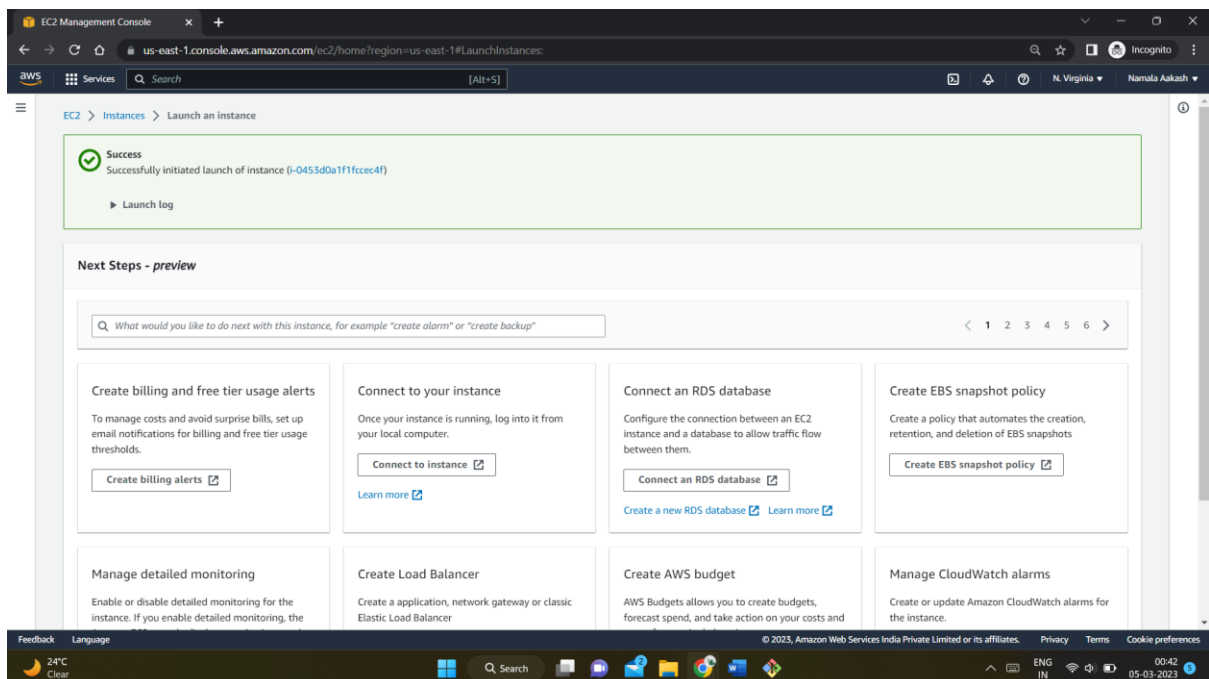 EC2 Management Console
us-east-1.console.aws.amazon.com/ec2/home?region=us-east-1#LaunchInstances:
Incognito
aws
Services
Search
[Alt+S]
N. Virginia
Namala Aakash
EC2 > Instances > Launch an instance
Success
Successfully initiated launch of instance (i-0453d0a1f1fccec4f)
Launch log
Next Steps - preview
What would you like to do next with this instance, for example "create alarm" or "create backup"
< 1 2 3 4 5 6 >
Create billing and free tier usage alerts
To manage costs and avoid surprise bills, set up
email notifications for billing and free tier usage
thresholds.
Create billing alerts
Connect to your instance
Once your instance is running, log into it from
your local computer.
Connect to instance
Learn more
Connect an RDS database
Configure the connection between an EC2
instance and a database to allow traffic flow
between them.
Connect an RDS database
Create a new RDS database Learn more
Create EBS snapshot policy
Create a policy that automates the creation,
retention, and deletion of EBS snapshots
Create EBS snapshot policy
Manage detailed monitoring
Enable or disable detailed monitoring for the
instance. If you enable detailed monitoring, the
Create Load Balancer
Create a application, network gateway or classic
Elastic Load Balancer
Create AWS budget
AWS Budgets allows you to create budgets,
forecast spend, and take action on your costs and
Manage CloudWatch alarms
Create or update Amazon CloudWatch alarms for
the instance.
Feedback Language
© 2023, Amazon Web Services India Private Limited or its affiliates. Privacy Terms Cookie preferences
24°C
Clear
Search
2
ENG
IN
00:42
05-03-2023
5